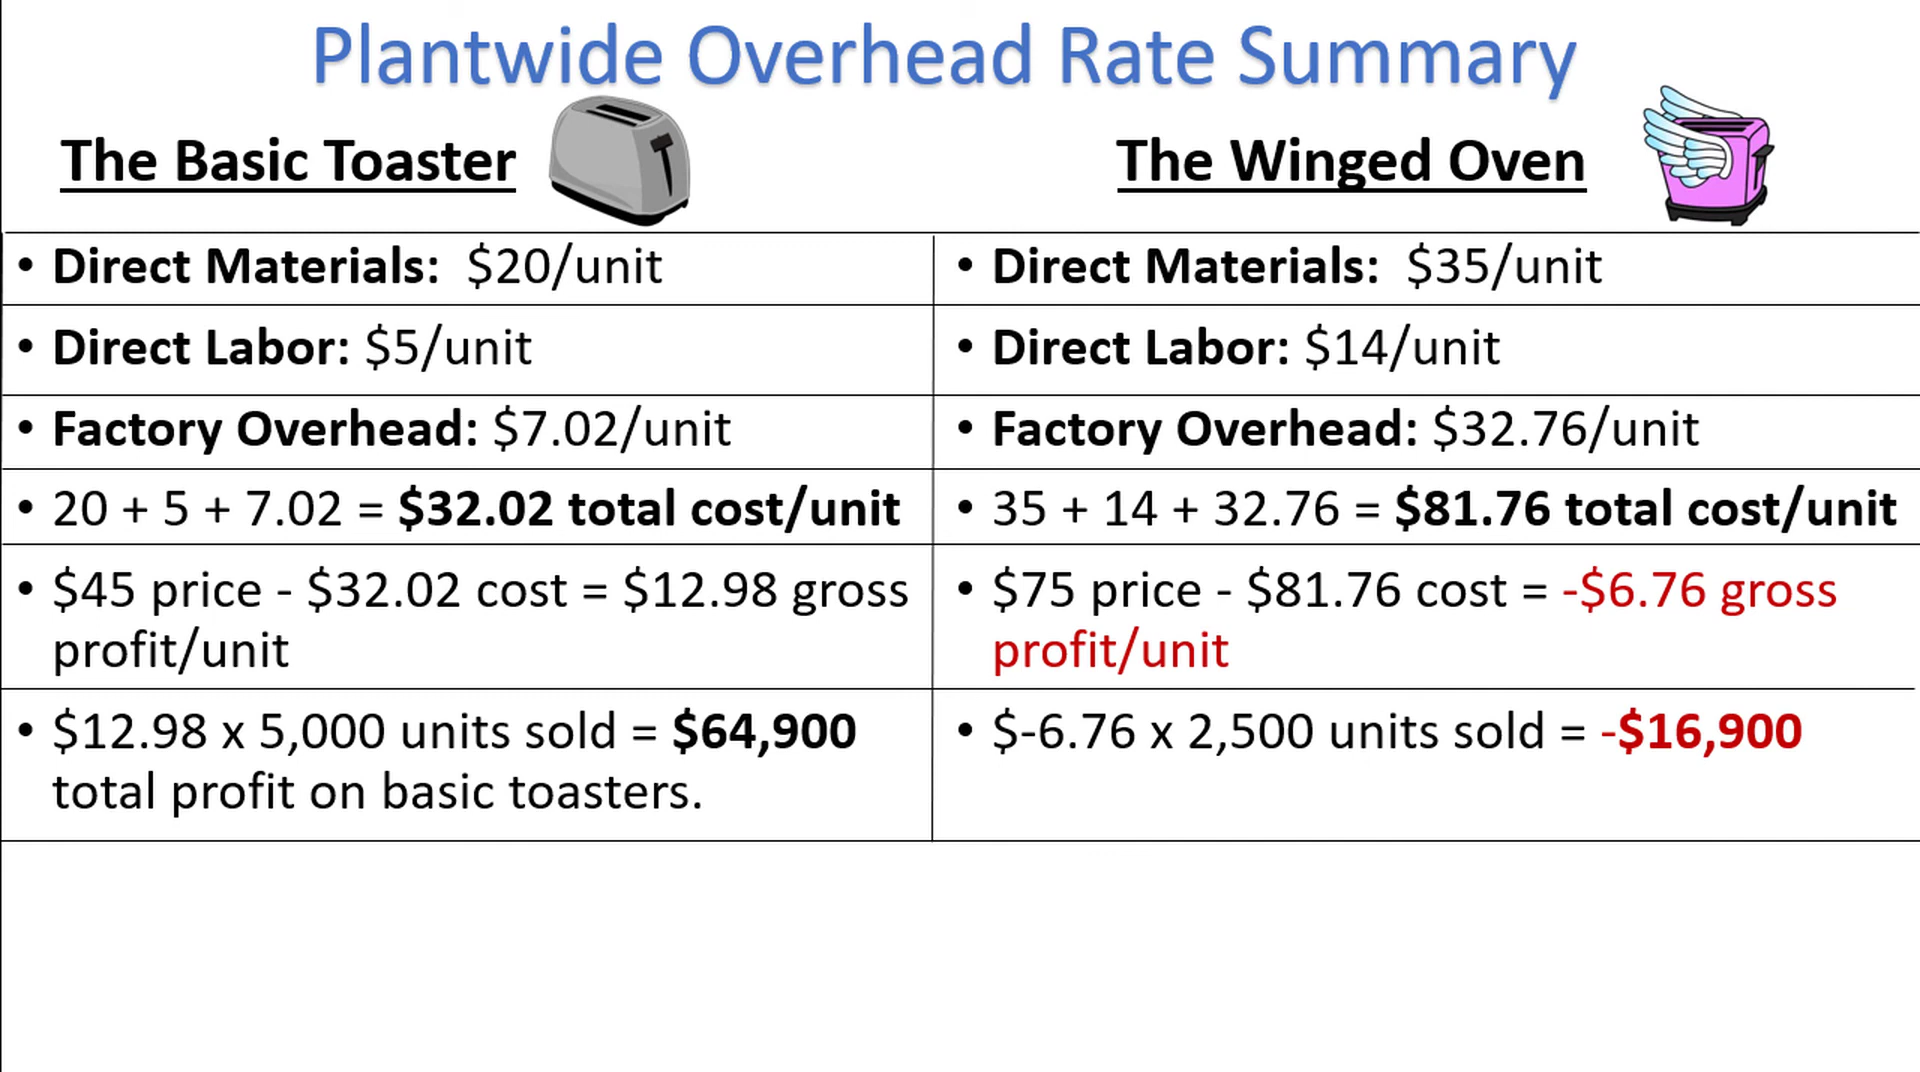 Plantwide Overhead Rate Summary
The Basic Toaster
• Direct Materials: $20/unit
• Direct Labor: $5/unit
• Factory Overhead: $7.02/unit
• 20 + 5 + 7.02 = $32.02 total cost/unit
• $45 price - $32.02 cost = $12.98 gross
profit/unit
• $12.98 x 5,000 units sold = $64,900
total profit on basic toasters.
The Winged Oven
• Direct Materials: $35/unit
• Direct Labor: $14/unit
• Factory Overhead: $32.76/unit
• 35 + 14 + 32.76 = $81.76 total cost/unit
• $75 price - $81.76 cost = -$6.76 gross
profit/unit
• $-6.76 x 2,500 units sold = -$16,900